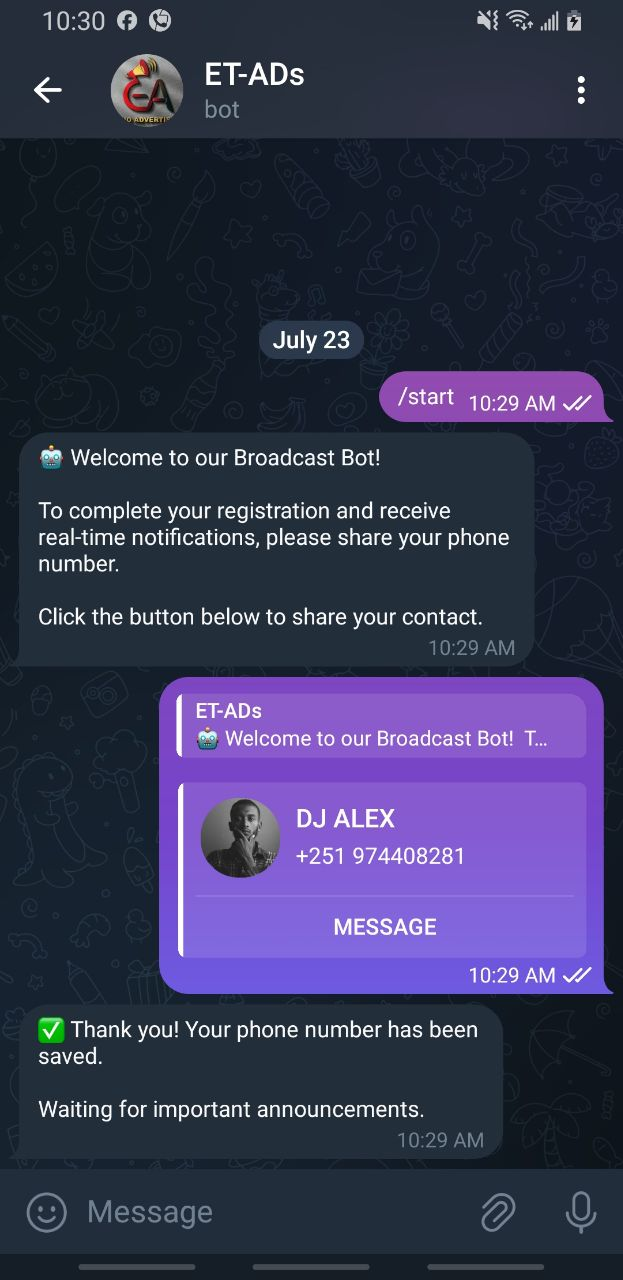 10:30
ET-ADs
bot
EA
O ADVERTI
July 23
/start 10:29 AM
🤖 Welcome to our Broadcast Bot!
To complete your registration and receive
real-time notifications, please share your phone
number.
Click the button below to share your contact.
10:29 AM
ET-ADs
🤖 Welcome to our Broadcast Bot! T...
DJ ALEX
+251 974408281
MESSAGE
10:29 AM
✅ Thank you! Your phone number has been
saved.
Waiting for important announcements.
10:29 AM
Message